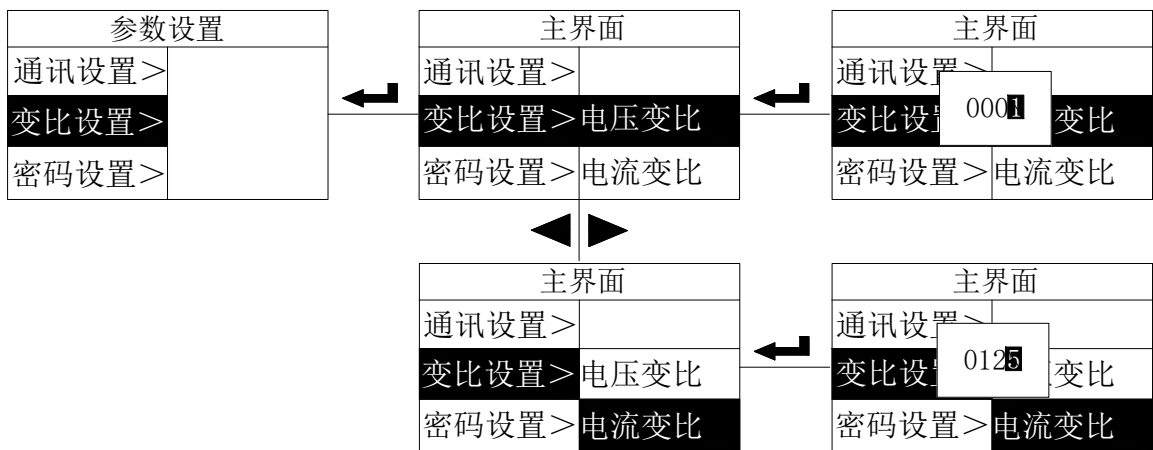 参数设置
通讯设置>
变比设置>
密码设置>
主界面
通讯设置>
变比设置>电压变比
密码设置>电流变比
主界面
通讯设置>
变比设 0001 变比
密码设置>电流变比
主界面
通讯设置>
变比设置>电压变比
密码设置>电流变比
主界面
通讯设置>
变比设 0125 变比
密码设置>电流变比